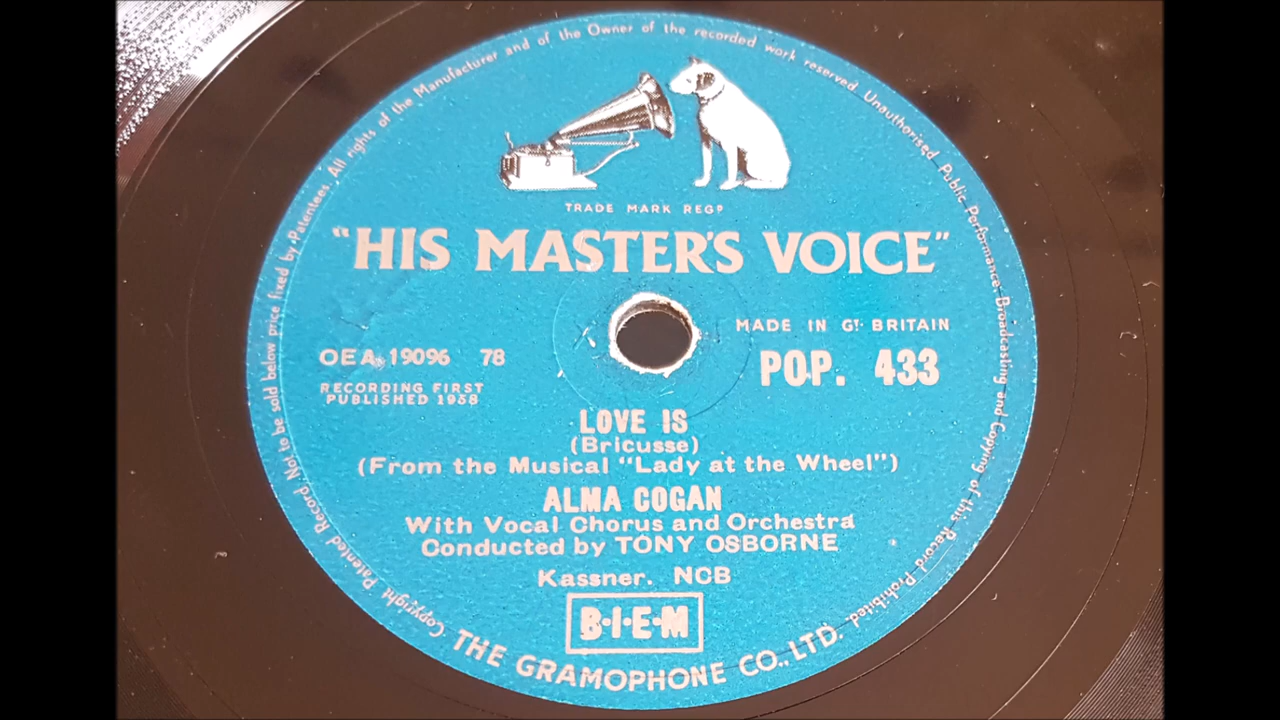 Copyright Patented Record Not to be sold below price fixed by Patentees. All rights of the Manufacturer and of the Owner of the recorded work reserved. Unauthorised Public Performance, Broadcasting and Copying of this Record Prohibited.
TRADE MARK REGD
"HIS MASTER'S VOICE"
MADE IN GT. BRITAIN
OEA 19096 78
POP. 433
RECORDING FIRST
PUBLISHED 1958
LOVE IS
(Bricusse)
(From the Musical "Lady at the Wheel")
ALMA COGAN
With Vocal Chorus and Orchestra
Conducted by TONY OSBORNE
Kassner. NCB
B·I·E·M
THE GRAMOPHONE CO., LTD.